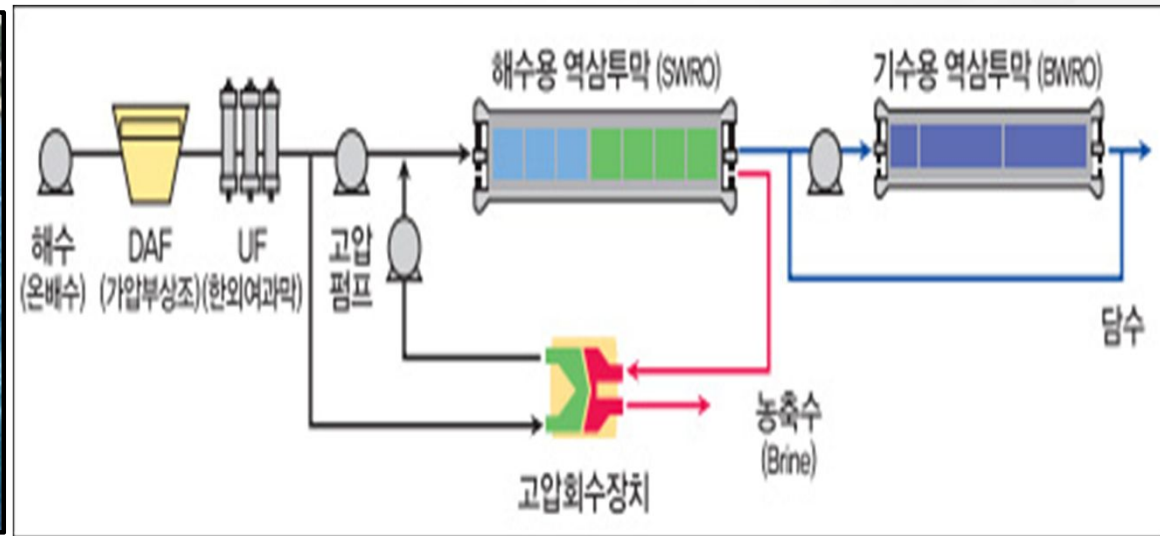 해수용 역삼투막 (SWRO)
기수용 역삼투막 (BWRO)
해수
(온배수)
DAF
(가압부상조)
UF
(한외여과막)
고압
펌프
담수
농축수
(Brine)
고압회수장치